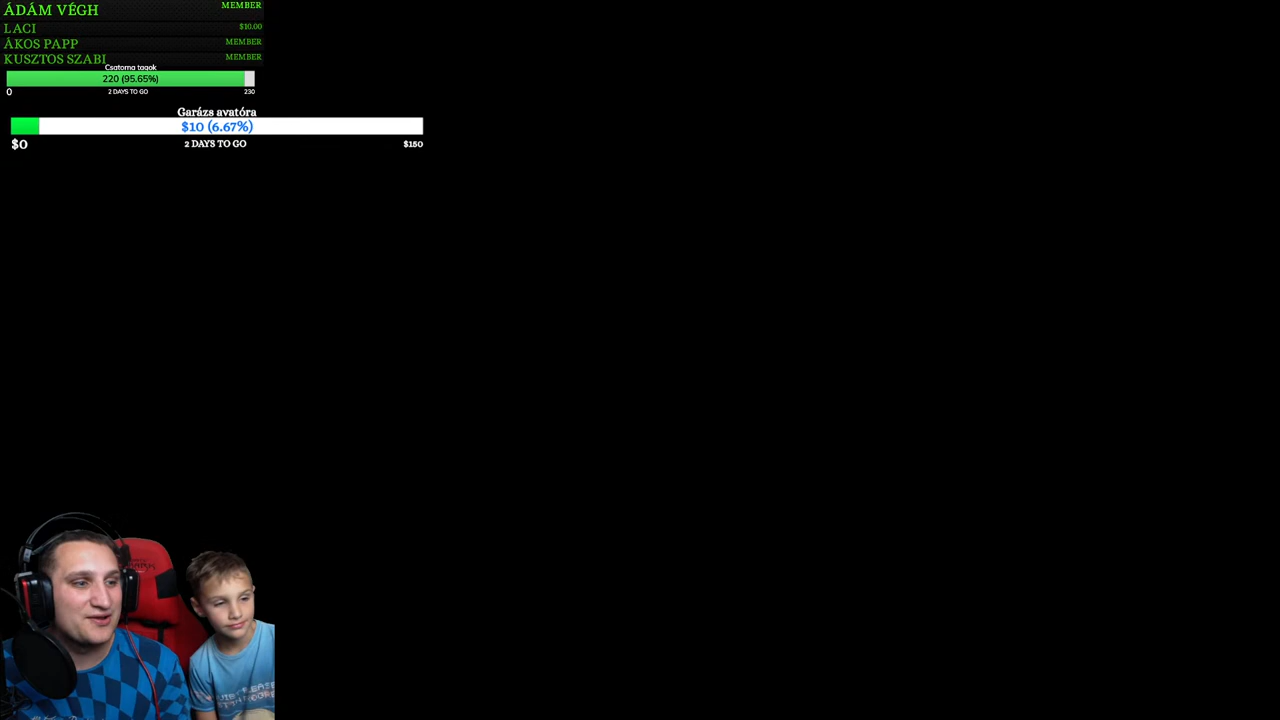 ÁDÁM VÉGH MEMBER
LACI $10.00
ÁKOS PAPP MEMBER
KUSZTOS SZABI MEMBER
Csatorna tagok
220 (95.65%)
0 2 DAYS TO GO 230
Garázs avatóra
$10 (6.67%)
$0 2 DAYS TO GO $150